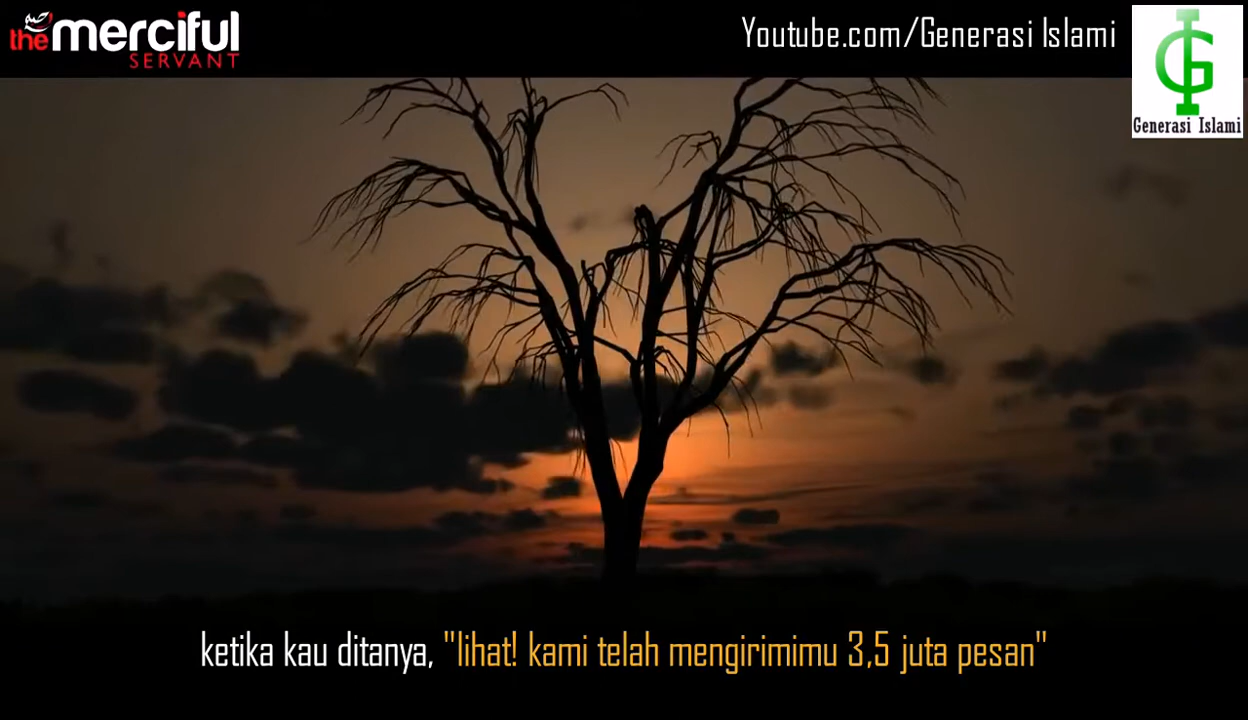 the merciful
SERVANT
Youtube.com/Generasi Islami
GI
Generasi Islami
ketika kau ditanya, "lihat! kami telah mengirimimu 3,5 juta pesan"